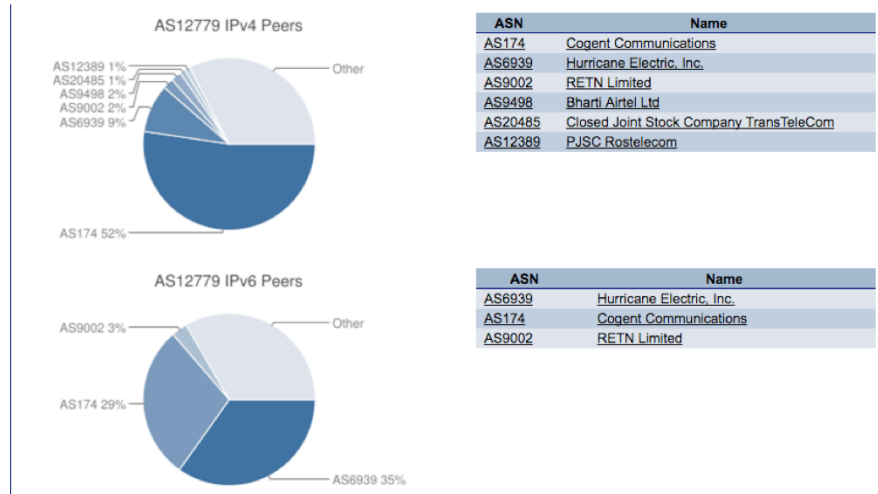 AS12779 IPv4 Peers
AS12389 1%
AS20485 1%
AS9498 2%
AS9002 2%
AS6939 9%
Other
AS174 52%
ASN Name
AS174 Cogent Communications
AS6939 Hurricane Electric, Inc.
AS9002 RETN Limited
AS9498 Bharti Airtel Ltd
AS20485 Closed Joint Stock Company TransTeleCom
AS12389 PJSC Rostelecom
AS12779 IPv6 Peers
AS9002 3%
Other
AS174 29%
AS6939 35%
ASN Name
AS6939 Hurricane Electric, Inc.
AS174 Cogent Communications
AS9002 RETN Limited